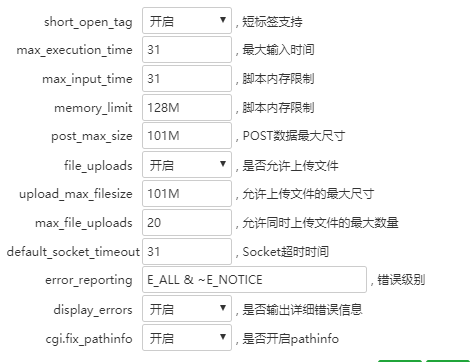 short_open_tag 开启 , 短标签支持
max_execution_time 31 , 最大输入时间
max_input_time 31 , 脚本内存限制
memory_limit 128M , 脚本内存限制
post_max_size 101M , POST数据最大尺寸
file_uploads 开启 , 是否允许上传文件
upload_max_filesize 101M , 允许上传文件的最大尺寸
max_file_uploads 20 , 允许同时上传文件的最大数量
default_socket_timeout 31 , Socket超时时间
error_reporting E_ALL & ~E_NOTICE , 错误级别
display_errors 开启 , 是否输出详细错误信息
cgi.fix_pathinfo 开启 , 是否开启pathinfo